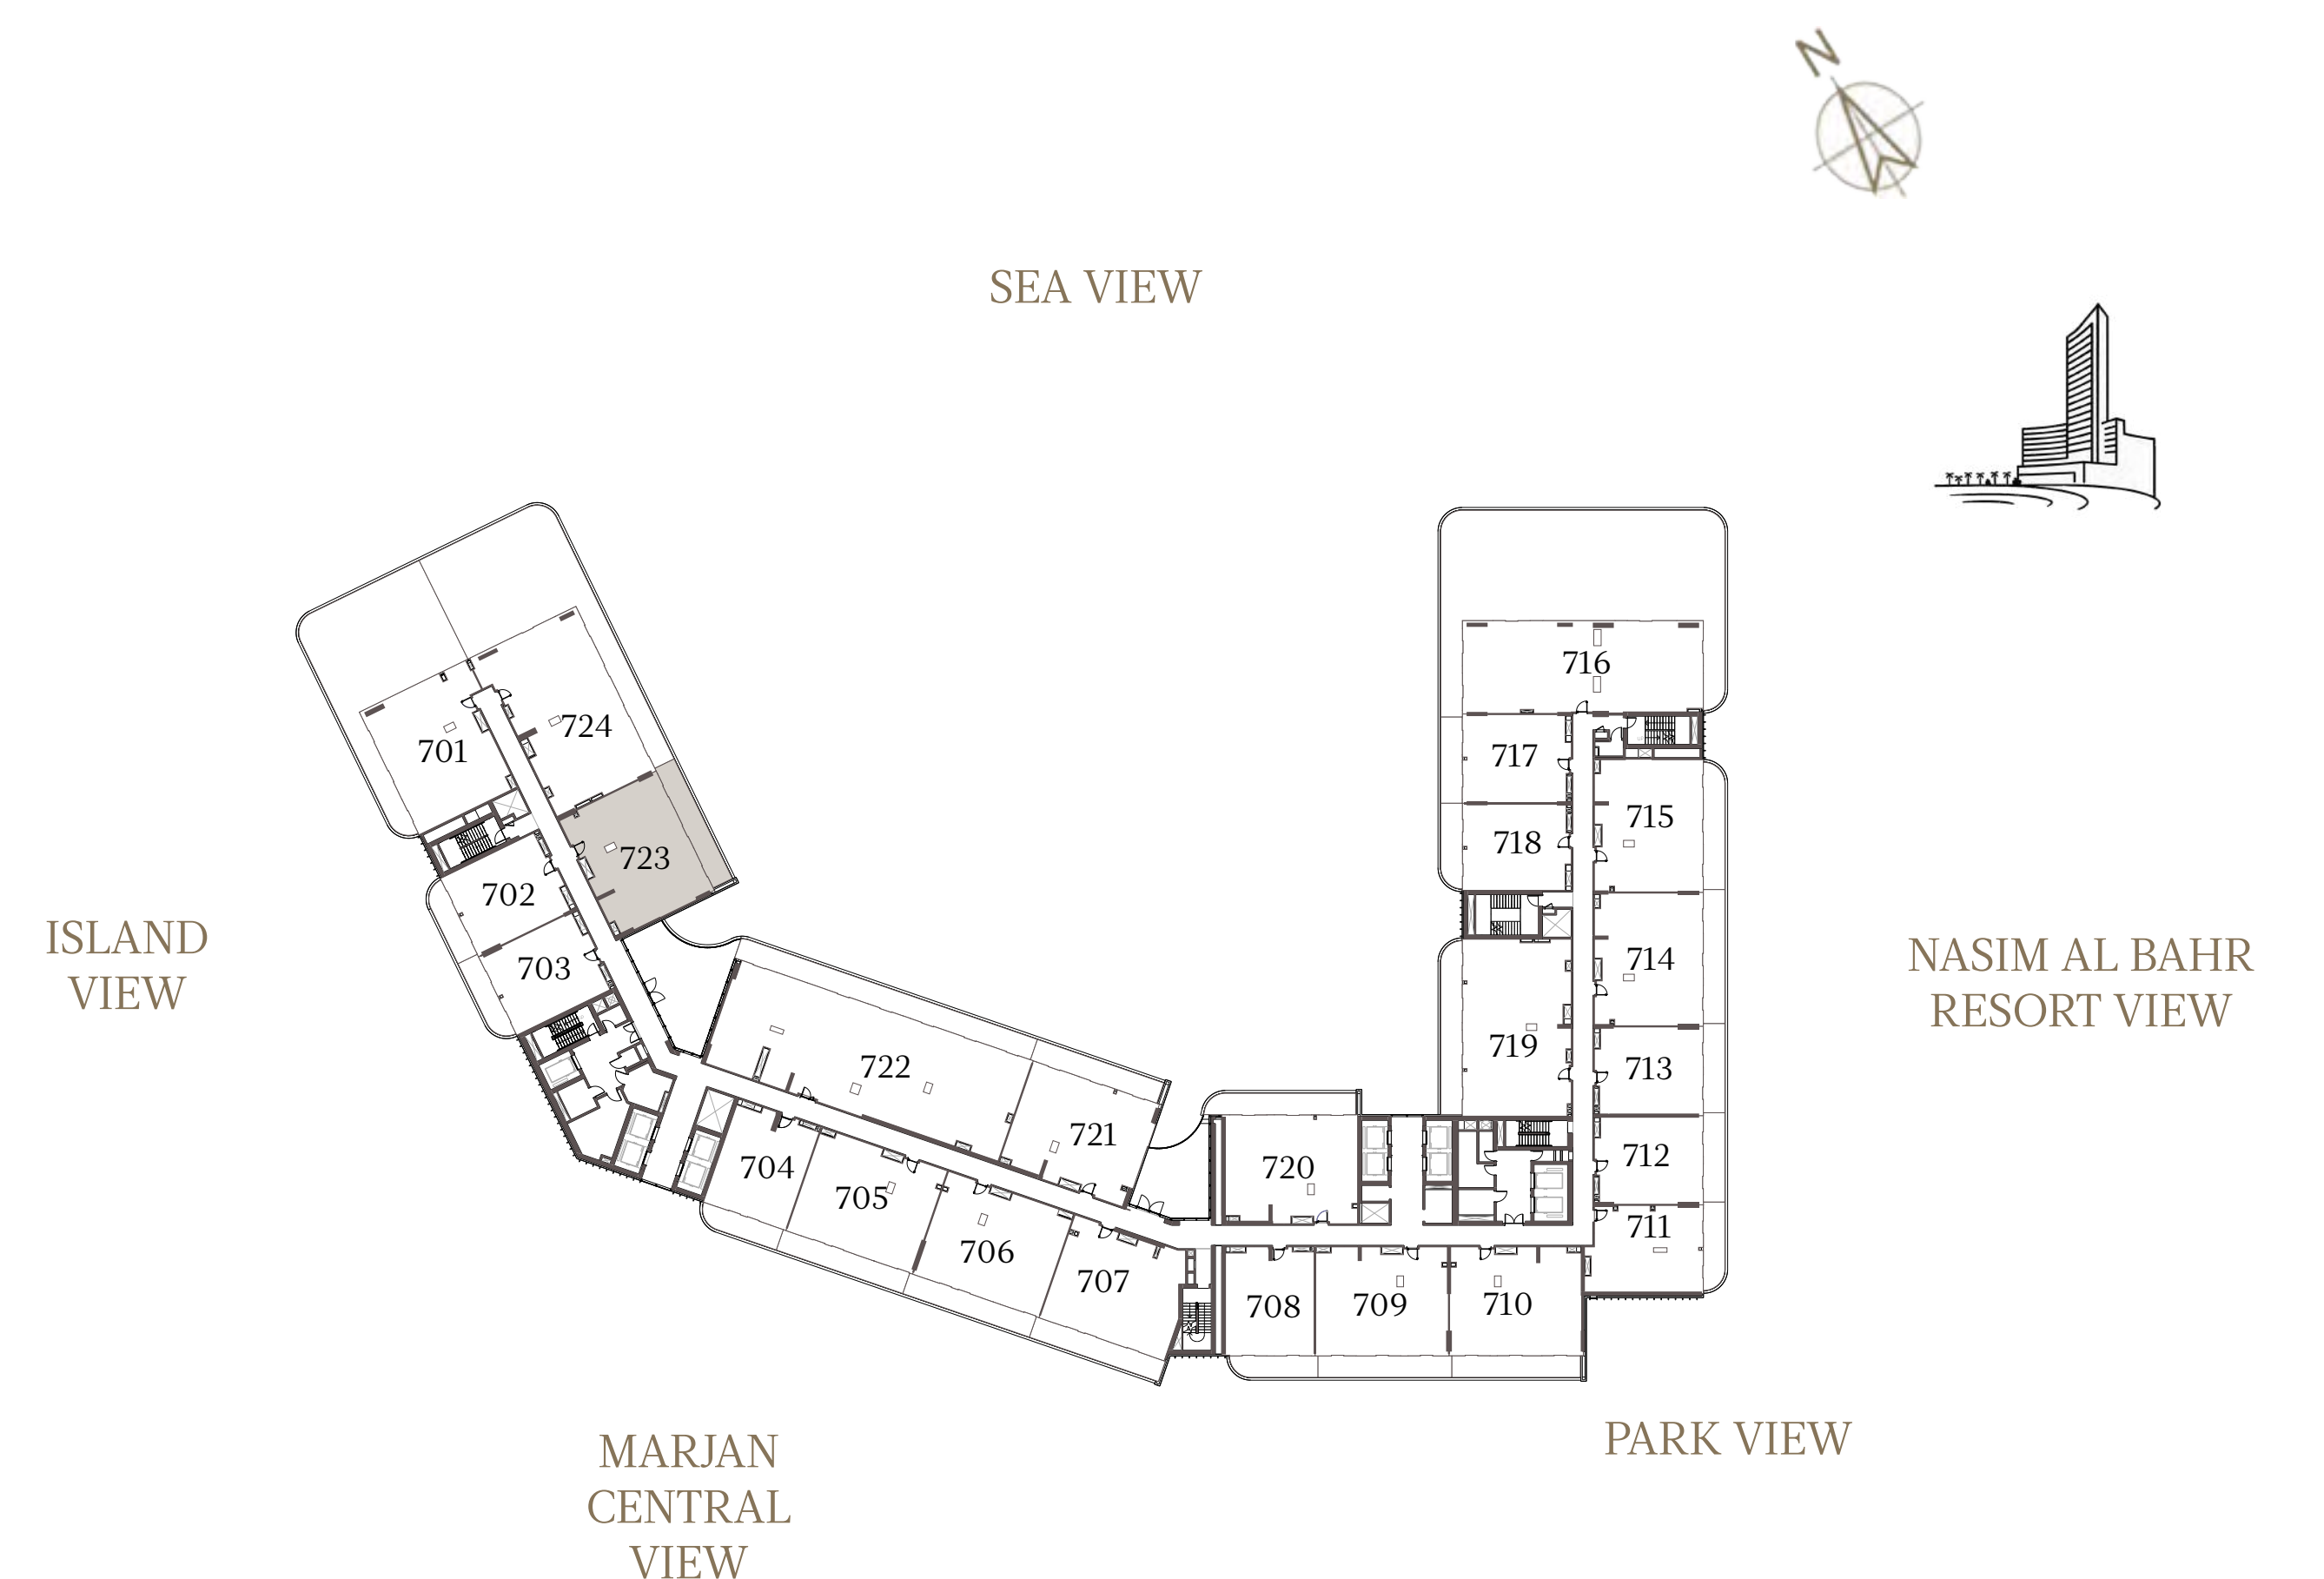 N
SEA VIEW
716
724
701
717
715
718
723
702
ISLAND
VIEW
703
714
NASIM AL BAHR
RESORT VIEW
719
722
713
721
712
720
704
705
711
706
707
708
709
710
PARK VIEW
MARJAN
CENTRAL
VIEW